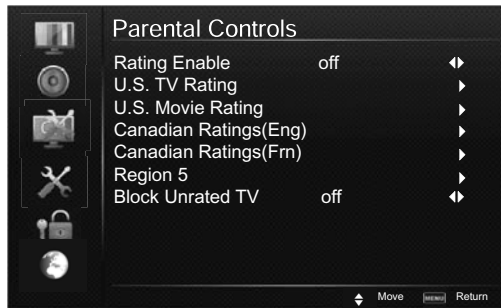 Parental Controls
Rating Enable off
U.S. TV Rating
U.S. Movie Rating
Canadian Ratings(Eng)
Canadian Ratings(Frn)
Region 5
Block Unrated TV off
Move MENU Return